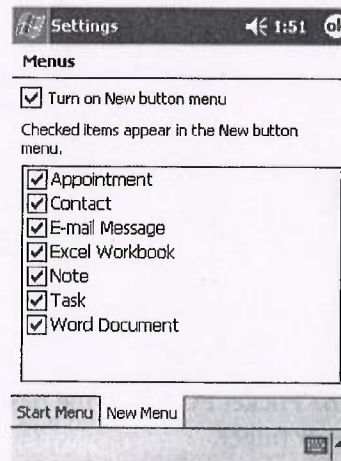 Settings 1:51 ok
Menus
Turn on New button menu
Checked items appear in the New button
menu.
Appointment
Contact
E-mail Message
Excel Workbook
Note
Task
Word Document
Start Menu New Menu